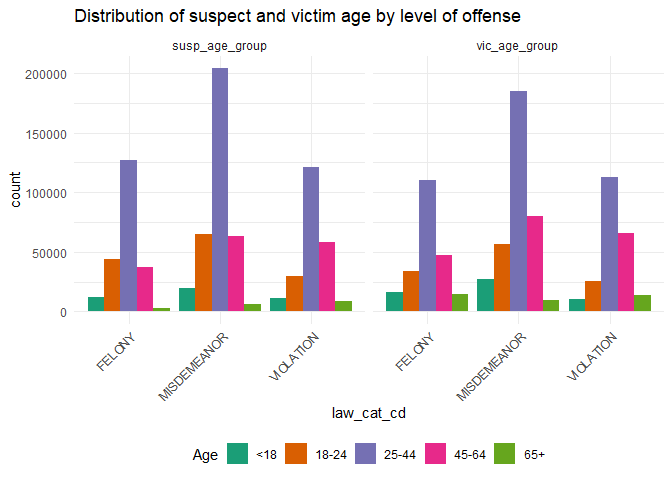 Distribution of suspect and victim age by level of offense
susp_age_group vic_age_group
200000
150000
100000
50000
0
count
FELONY MISDEMEANOR VIOLATION FELONY MISDEMEANOR VIOLATION
law_cat_cd
Age <18 18-24 25-44 45-64 65+